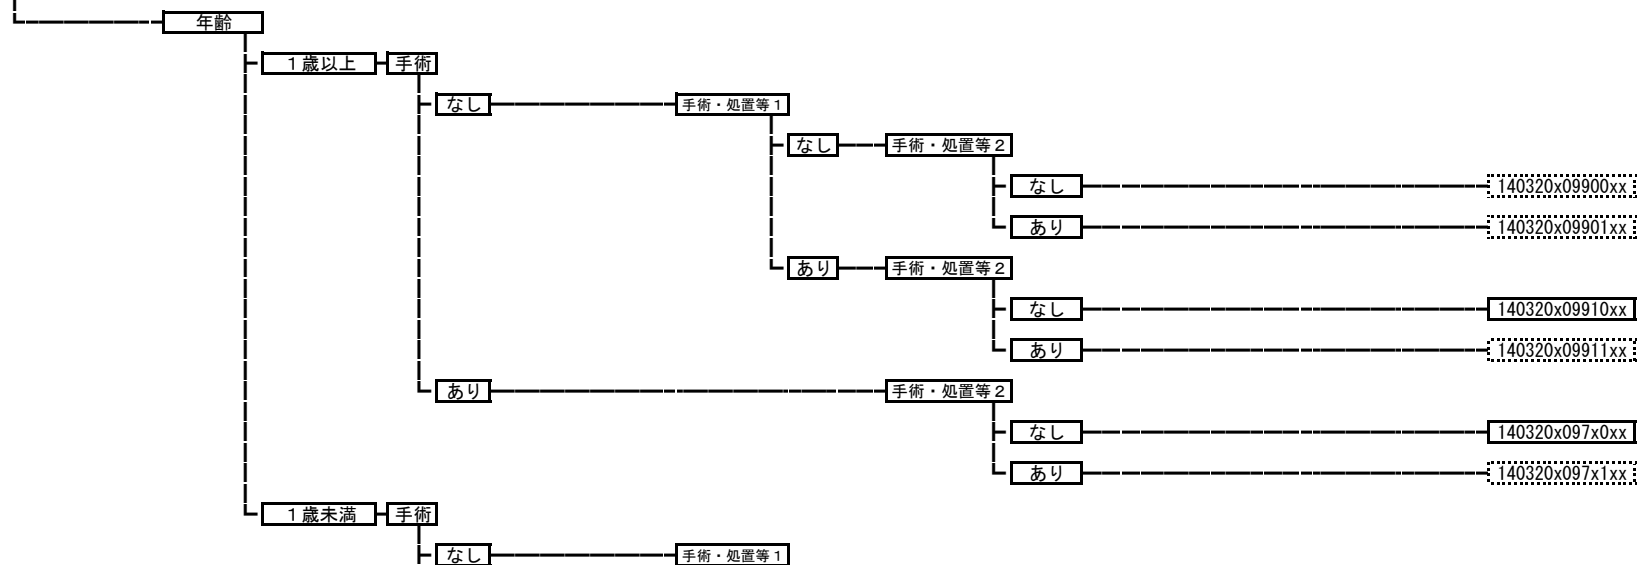 年齢
１歳以上 手術
なし 手術・処置等１
なし 手術・処置等２
なし 140320x09900xx
あり 140320x09901xx
あり 手術・処置等２
なし 140320x09910xx
あり 140320x09911xx
あり 手術・処置等２
なし 140320x097x0xx
あり 140320x097x1xx
１歳未満 手術
なし 手術・処置等１